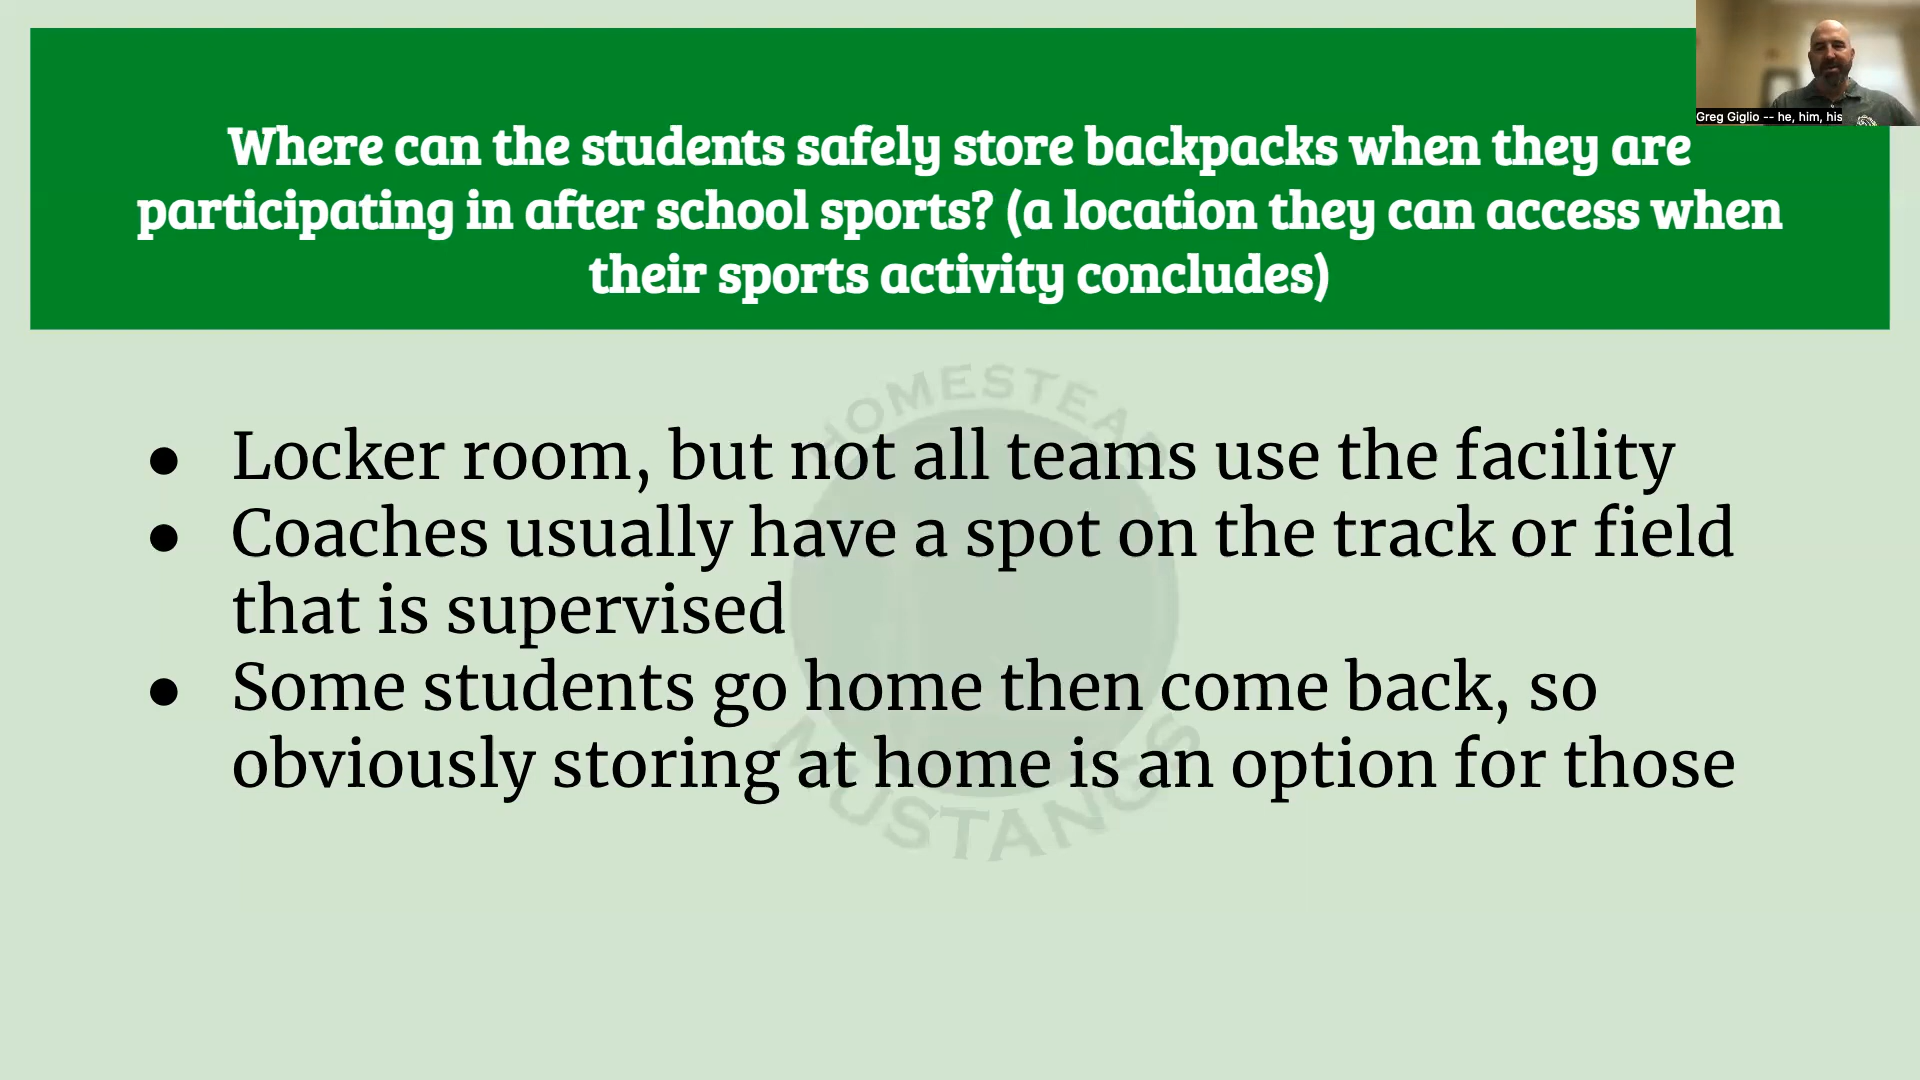 Greg Giglio -- he, him, his
Where can the students safely store backpacks when they are
participating in after school sports? (a location they can access when
their sports activity concludes)
HOMESTEAD
● Locker room, but not all teams use the facility
● Coaches usually have a spot on the track or field
that is supervised
● Some students go home then come back, so
obviously storing at home is an option for those
MUSTANGS